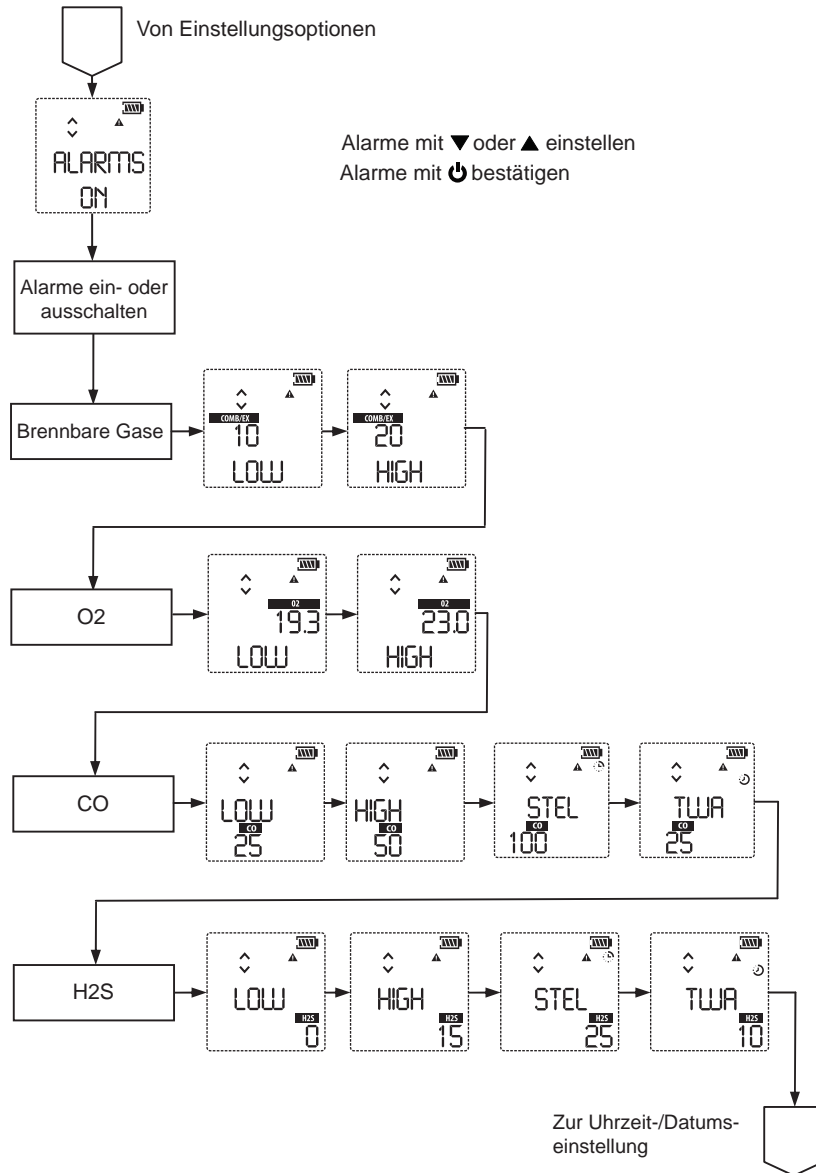 Von Einstellungsoptionen
ALARMS
ON
Alarme mit ▼ oder ▲ einstellen
Alarme mit ⏻ bestätigen
Alarme ein- oder
ausschalten
Brennbare Gase
COMB/EX
10
LOW
COMB/EX
20
HIGH
O2
O2
19.3
LOW
O2
23.0
HIGH
CO
LOW
CO
25
HIGH
CO
50
STEL
CO
100
TWA
CO
25
H2S
LOW
H2S
0
HIGH
H2S
15
STEL
H2S
25
TWA
H2S
10
Zur Uhrzeit-/Datums-
einstellung